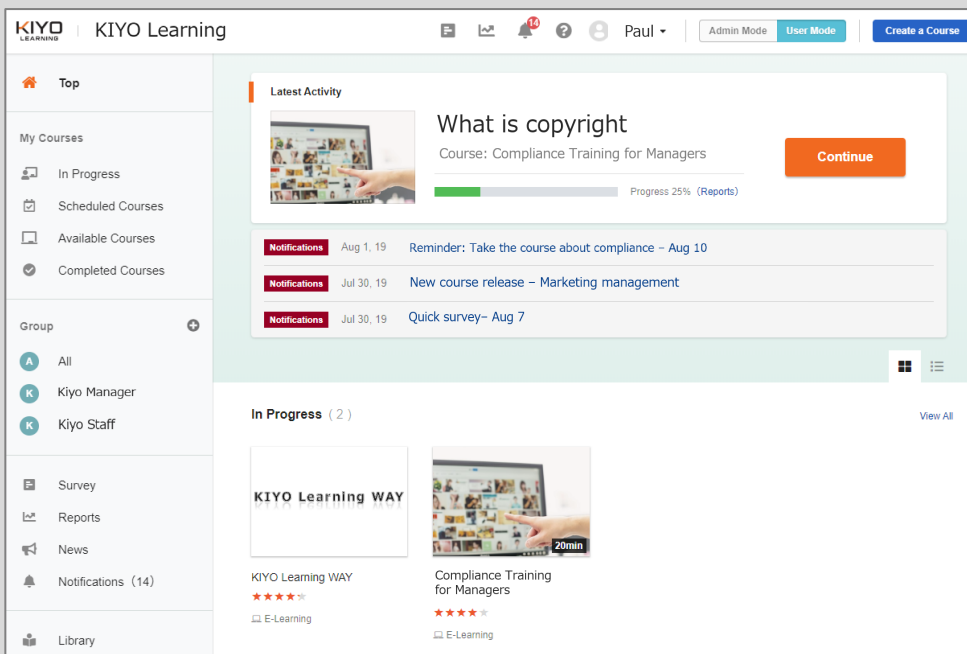 KIYO
LEARNING
KIYO Learning
14
Paul
Admin Mode
User Mode
Create a Course
Top
My Courses
In Progress
Scheduled Courses
Available Courses
Completed Courses
Group
A
All
K
Kiyo Manager
K
Kiyo Staff
Survey
Reports
News
Notifications (14)
Library
Latest Activity
What is copyright
Course: Compliance Training for Managers
Progress 25% (Reports)
Continue
Notifications Aug 1, 19 Reminder: Take the course about compliance – Aug 10
Notifications Jul 30, 19 New course release – Marketing management
Notifications Jul 30, 19 Quick survey– Aug 7
In Progress ( 2 )
View All
KIYO Learning WAY
KIYO Learning WAY
E-Learning
20min
Compliance Training
for Managers
E-Learning